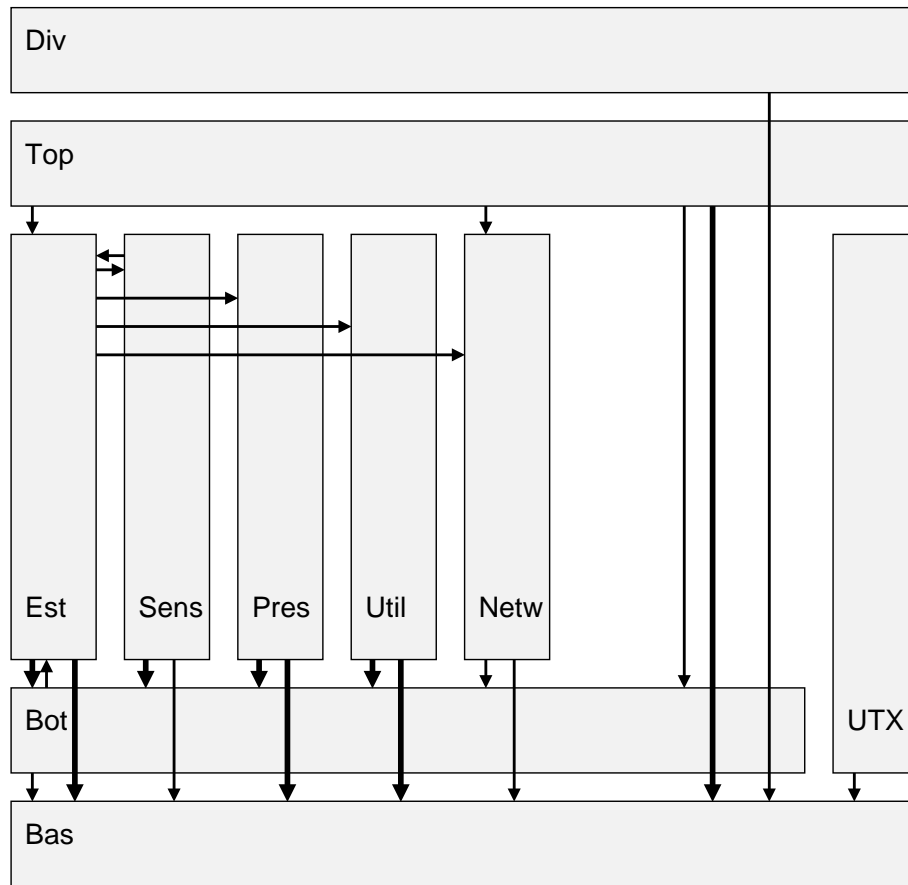 Div
Top
Est
Sens
Pres
Util
Netw
Bot
UTX
Bas